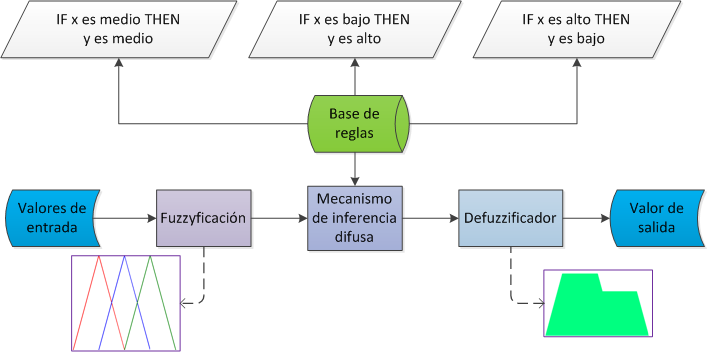 IF x es medio THEN
y es medio
IF x es bajo THEN
y es alto
IF x es alto THEN
y es bajo
Base de
reglas
Valores de
entrada
Fuzzyficación
Mecanismo
de inferencia
difusa
Defuzzificador
Valor de
salida